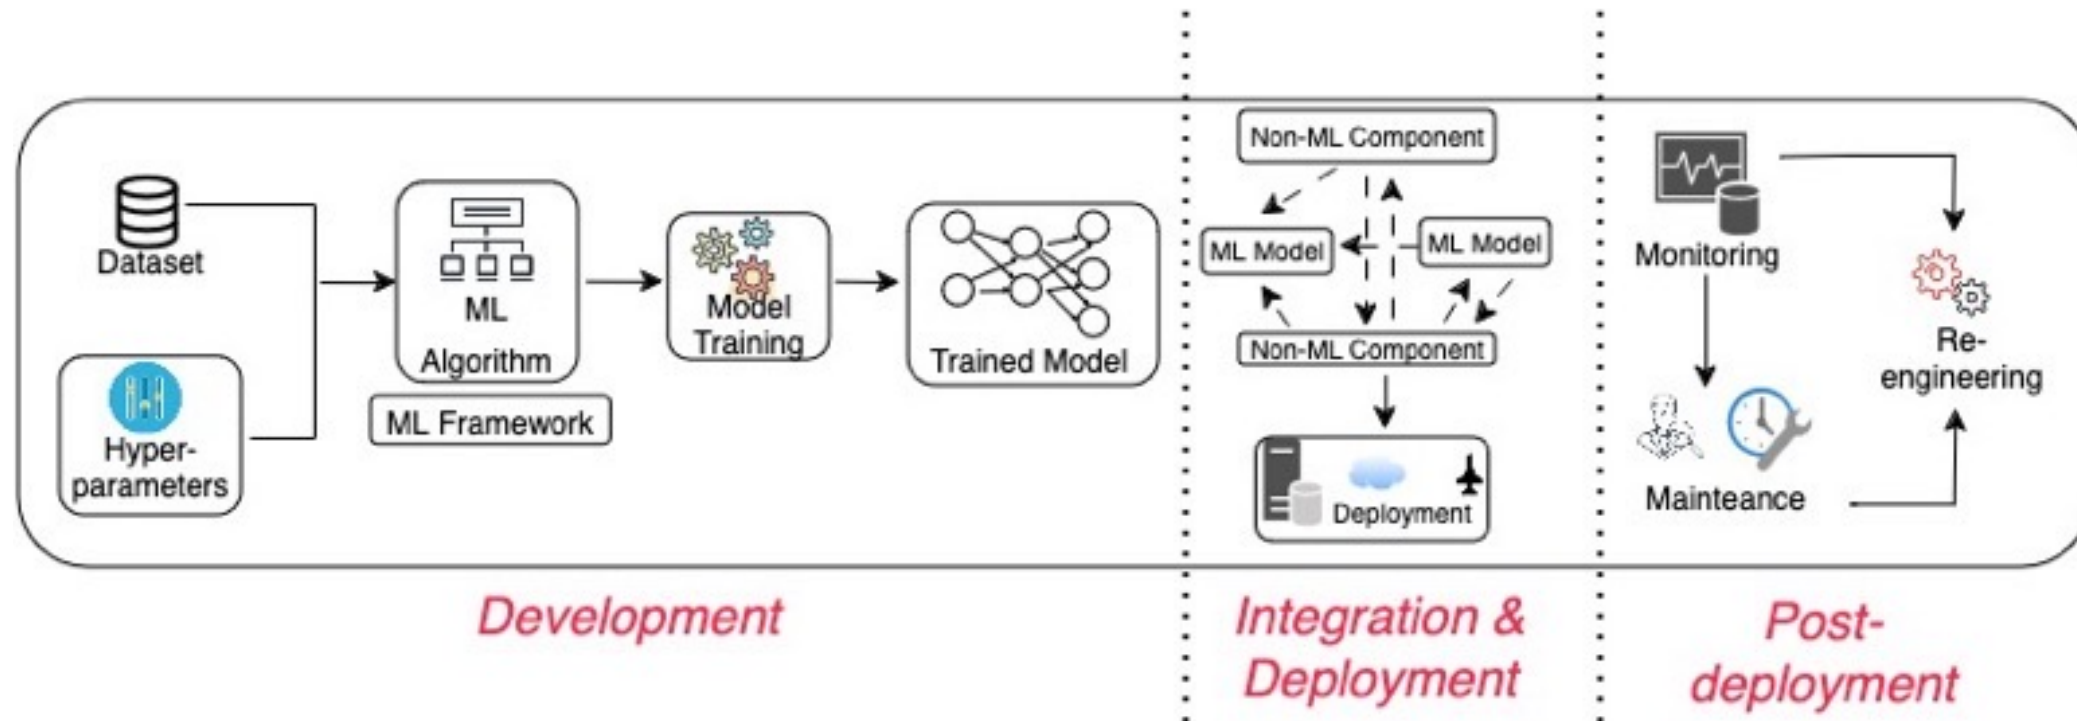 Dataset
Hyper-
parameters
ML
Algorithm
ML Framework
Model
Training
Trained Model
Non-ML Component
ML Model
ML Model
Non-ML Component
Deployment
Monitoring
Re-
engineering
Mainteance
Development
Integration &
Deployment
Post-
deployment